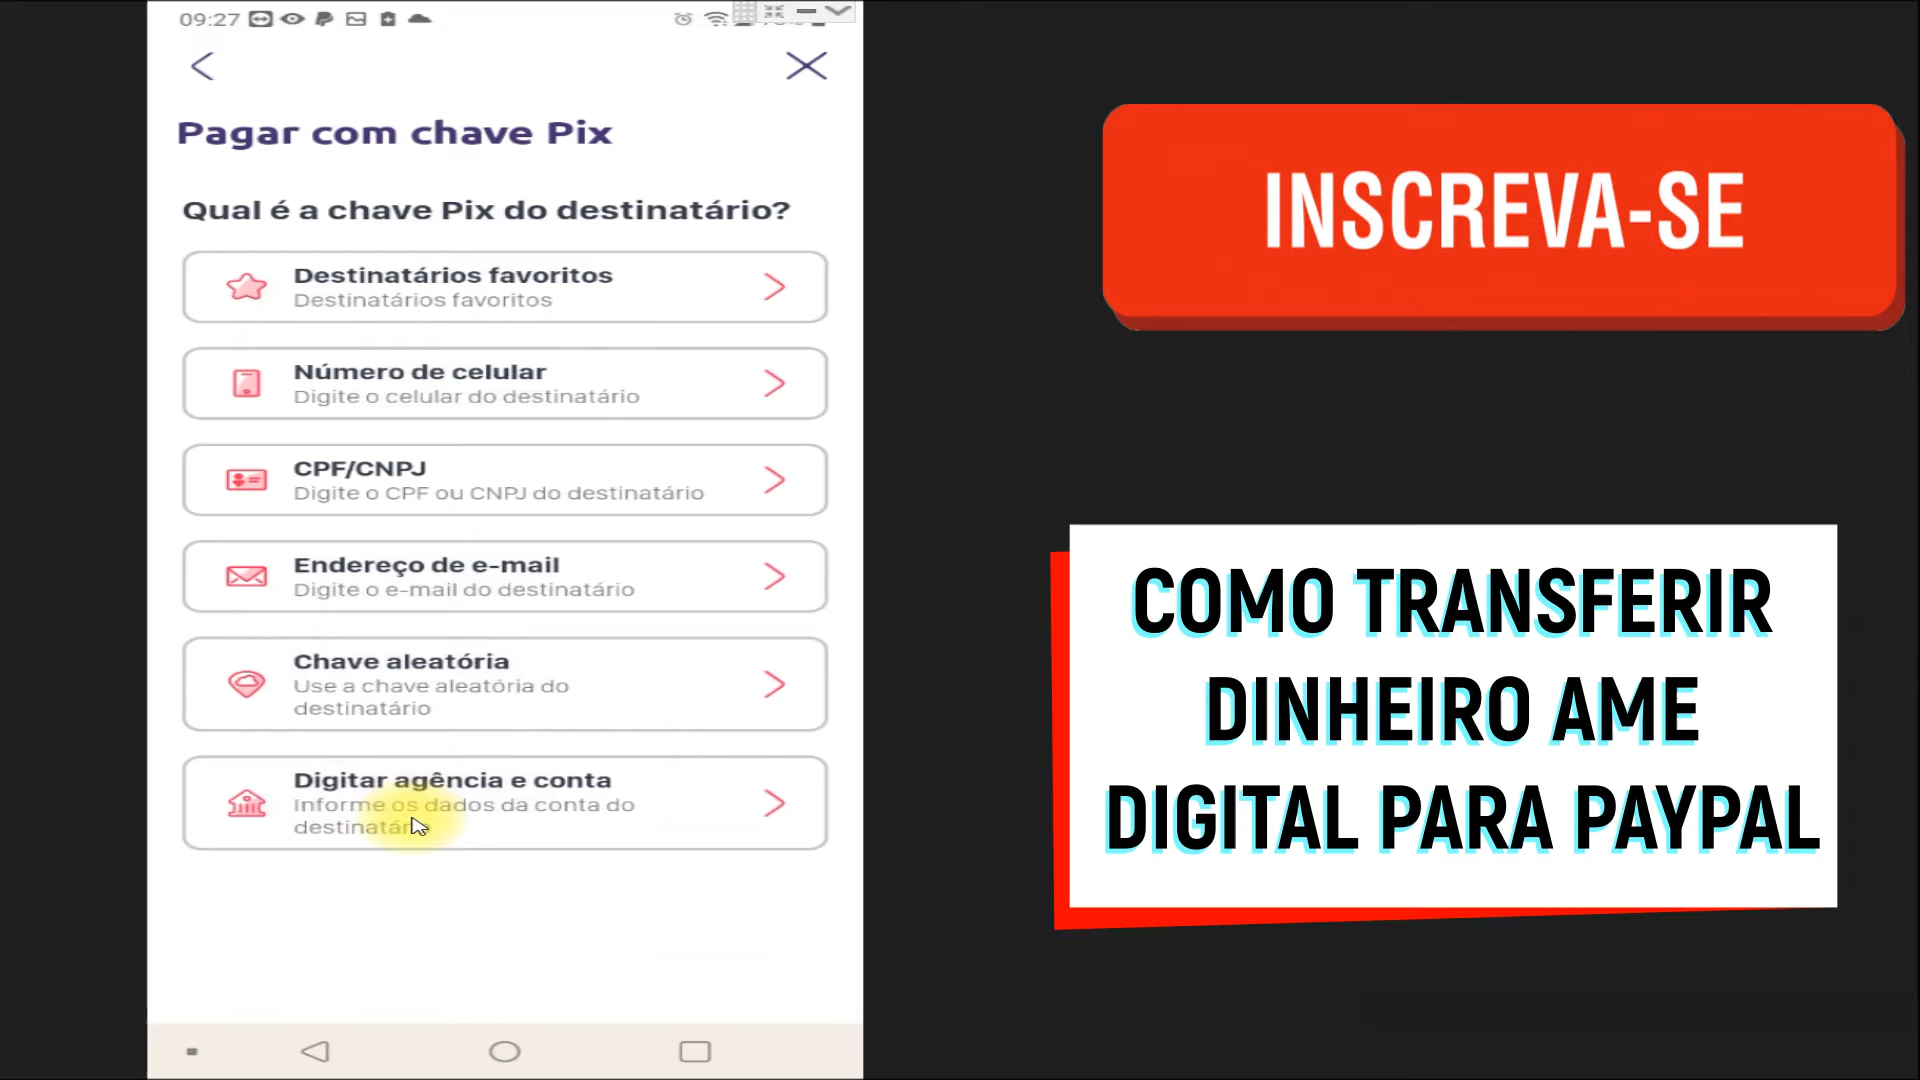 09:27
Pagar com chave Pix
Qual é a chave Pix do destinatário?
Destinatários favoritos
Destinatários favoritos
Número de celular
Digite o celular do destinatário
CPF/CNPJ
Digite o CPF ou CNPJ do destinatário
Endereço de e-mail
Digite o e-mail do destinatário
Chave aleatória
Use a chave aleatória do
destinatário
Digitar agência e conta
Informe os dados da conta do
INSCREVA-SE
COMO TRANSFERIR
DINHEIRO AME
DIGITAL PARA PAYPAL